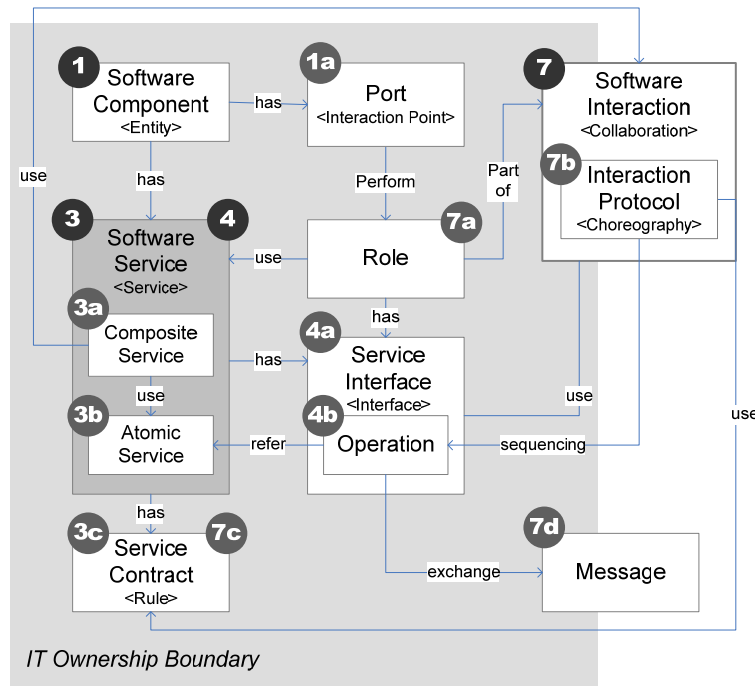 1
Software
Component
<Entity>
has
1a
Port
<Interaction Point>
7
Software
Interaction
<Collaboration>
7b
Interaction
Protocol
<Choreography>
use
has
Perform
Part
of
3
4
Software
Service
<Service>
use
7a
Role
3a
Composite
Service
has
has
4a
Service
Interface
<Interface>
use
use
use
3b
Atomic
Service
refer
4b
Operation
sequencing
has
3c
7c
Service
Contract
<Rule>
exchange
7d
Message
IT Ownership Boundary